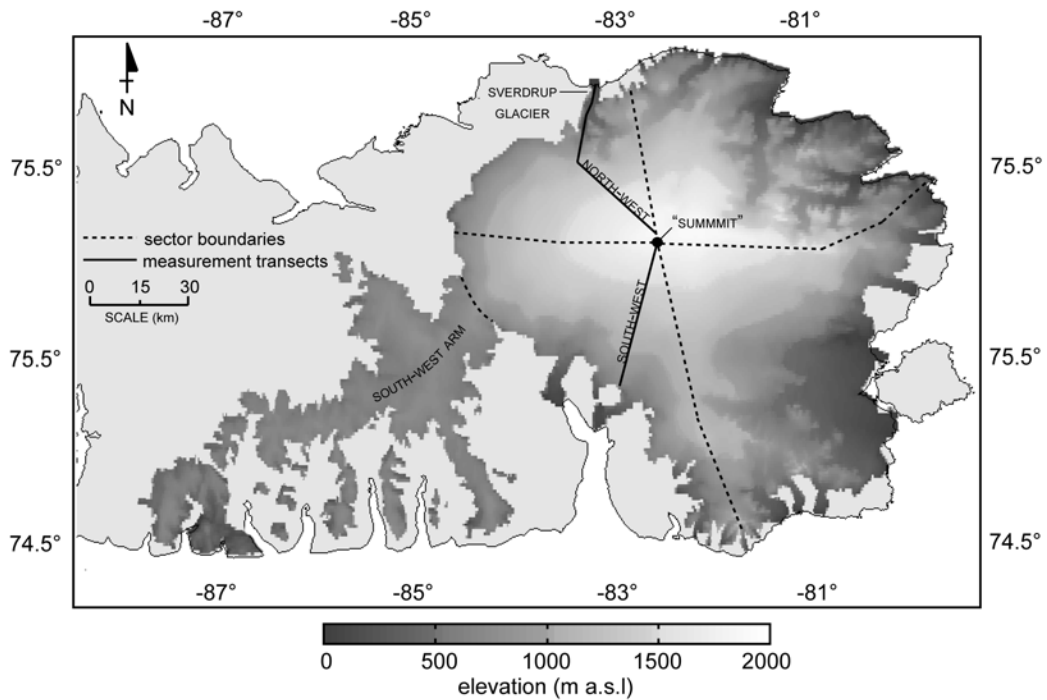 -87° -85° -83° -81°
SVERDRUP
GLACIER
N
75.5° 75.5°
NORTH-WEST
"SUMMMIT"
sector boundaries
measurement transects
0 15 30
SCALE (km)
SOUTH-WEST
75.5° 75.5°
SOUTH-WEST ARM
74.5° 74.5°
-87° -85° -83° -81°
0 500 1000 1500 2000
elevation (m a.s.l)